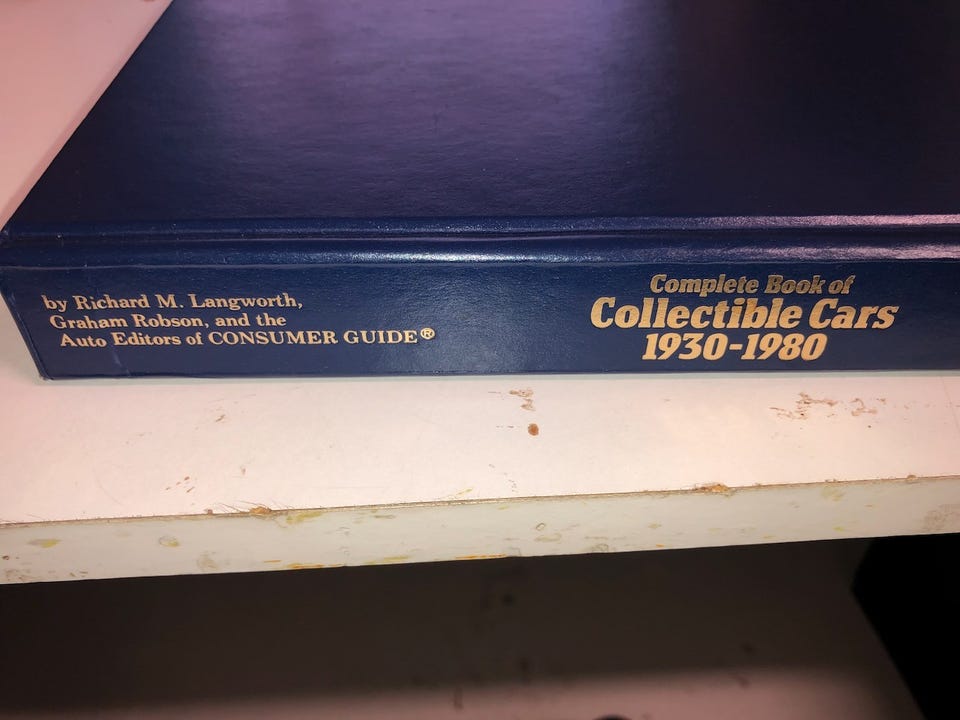 by Richard M. Langworth,
Graham Robson, and the
Auto Editors of CONSUMER GUIDE®
Complete Book of
Collectible Cars
1930-1980